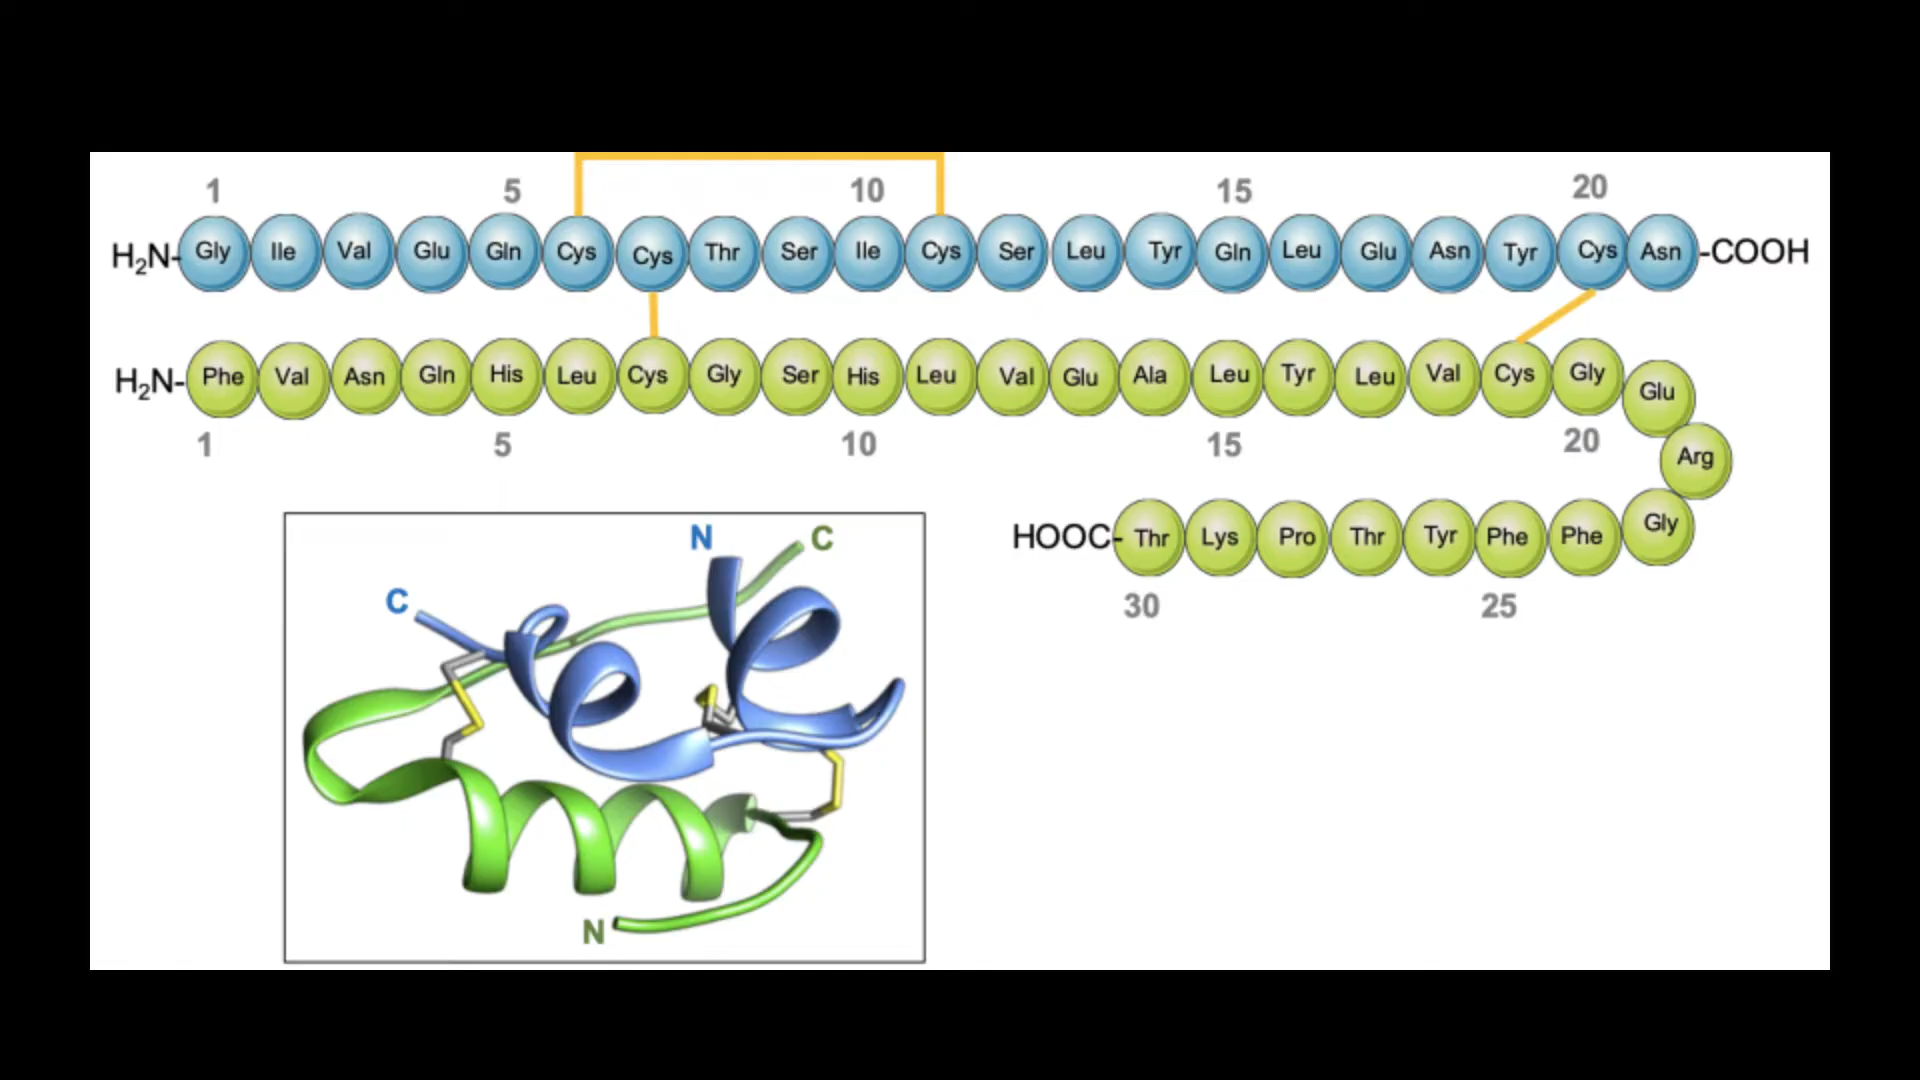 1 5 10 15 20
H₂N- Gly Ile Val Glu Gln Cys Cys Thr Ser Ile Cys Ser Leu Tyr Gln Leu Glu Asn Tyr Cys Asn -COOH
H₂N- Phe Val Asn Gln His Leu Cys Gly Ser His Leu Val Glu Ala Leu Tyr Leu Val Cys Gly Glu
1 5 10 15 20
Arg
HOOC- Thr Lys Pro Thr Tyr Phe Phe Gly
30 25
N C
C
N